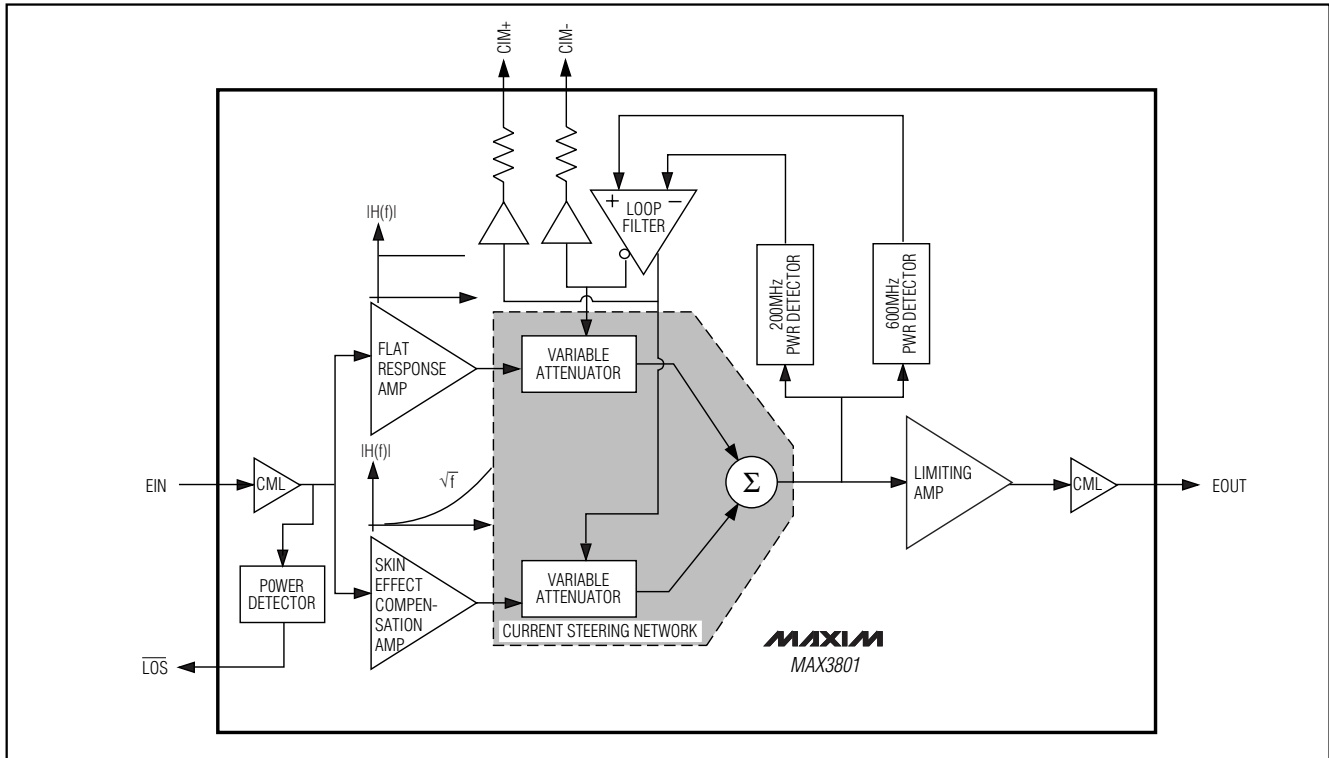 CIM+
CIM-
+
−
LOOP
FILTER
200MHz
PWR DETECTOR
600MHz
PWR DETECTOR
|H(f)|
FLAT
RESPONSE
AMP
VARIABLE
ATTENUATOR
|H(f)|
√f
EIN
CML
Σ
LIMITING
AMP
CML
EOUT
POWER
DETECTOR
SKIN
EFFECT
COMPEN-
SATION
AMP
VARIABLE
ATTENUATOR
CURRENT STEERING NETWORK
LOS
MAXIM
MAX3801